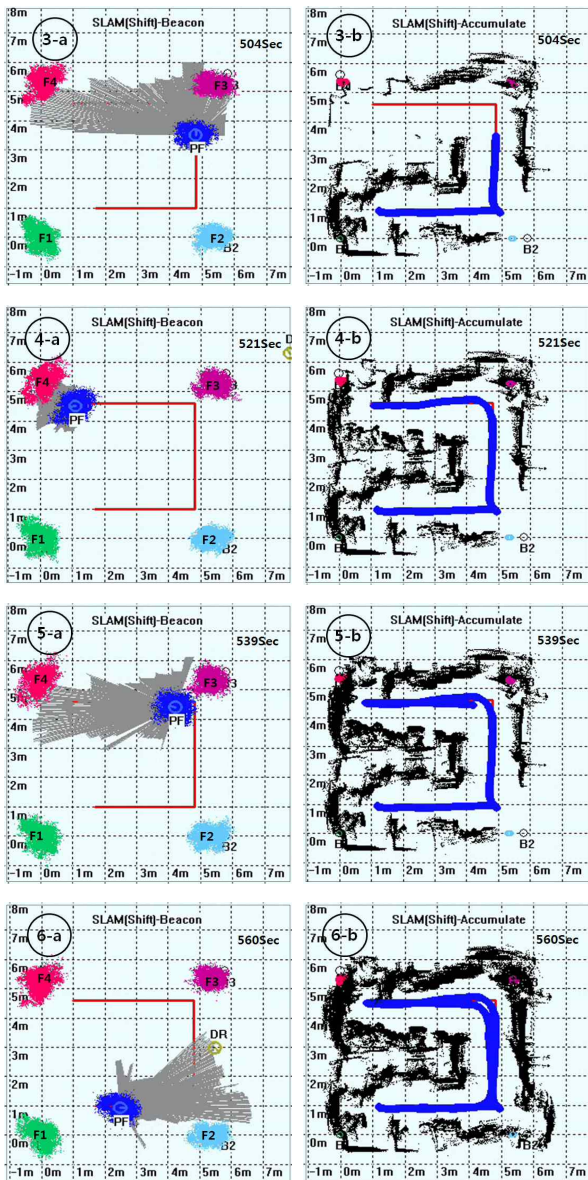 8m SLAM(Shift)-Beacon
3-a
504Sec
7m
6m
F4
F3
3
5m
4m
PF
3m
2m
1m
F1
F2
B2
0m
-1m 0m 1m 2m 3m 4m 5m 6m 7m
8m SLAM(Shift)-Accumulate
3-b
504Sec
7m
6m
5m
4m
3m
2m
1m
0m
B2
-1m 0m 1m 2m 3m 4m 5m 6m 7m
8m SLAM(Shift)-Beacon
4-a
521Sec
D
7m
6m
F4
F3
3
5m
PF
4m
3m
2m
1m
F1
F2
B2
0m
-1m 0m 1m 2m 3m 4m 5m 6m 7m
8m SLAM(Shift)-Accumulate
4-b
521Sec
7m
6m
5m
4m
3m
2m
1m
0m
B2
-1m 0m 1m 2m 3m 4m 5m 6m 7m
8m SLAM(Shift)-Beacon
5-a
539Sec
7m
6m
F4
F3
3
5m
PF
4m
3m
2m
1m
F1
F2
B2
0m
-1m 0m 1m 2m 3m 4m 5m 6m 7m
8m SLAM(Shift)-Accumulate
5-b
539Sec
7m
6m
5m
4m
3m
2m
1m
0m
B2
-1m 0m 1m 2m 3m 4m 5m 6m 7m
8m SLAM(Shift)-Beacon
6-a
560Sec
7m
6m
F4
F3
3
5m
4m
DR
3m
2m
1m
PF
F1
F2
B2
0m
-1m 0m 1m 2m 3m 4m 5m 6m 7m
8m SLAM(Shift)-Accumulate
6-b
560Sec
7m
6m
5m
4m
3m
2m
1m
0m
-1m 0m 1m 2m 3m 4m 5m 6m 7m